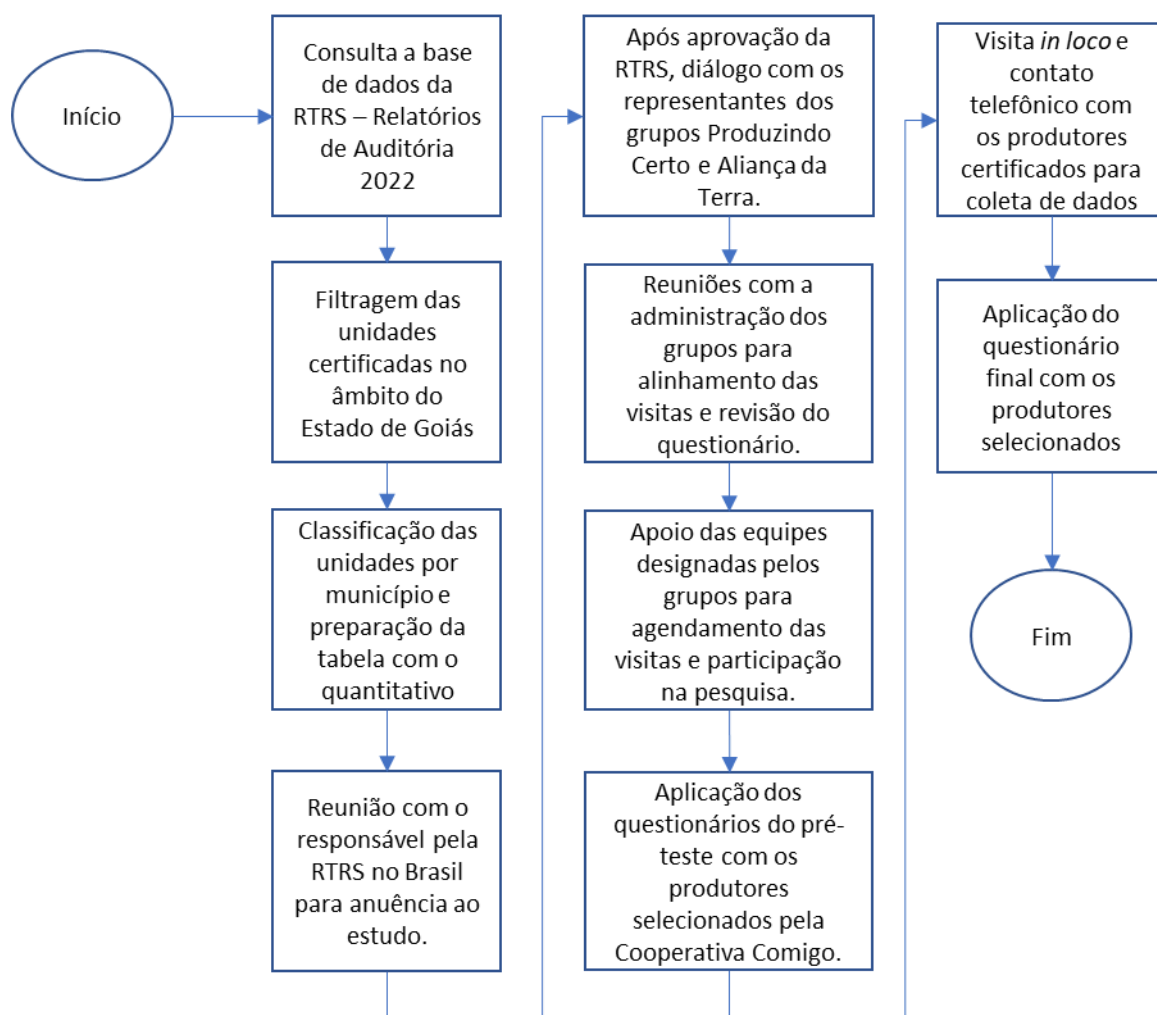 Início
Consulta a base
de dados da
RTRS – Relatórios
de Auditória
2022
Filtragem das
unidades
certificadas no
âmbito do
Estado de Goiás
Classificação das
unidades por
município e
preparação da
tabela com o
quantitativo
Reunião com o
responsável pela
RTRS no Brasil
para anuência ao
estudo.
Após aprovação da
RTRS, diálogo com os
representantes dos
grupos Produzindo
Certo e Aliança da
Terra.
Reuniões com a
administração dos
grupos para
alinhamento das
visitas e revisão do
questionário.
Apoio das equipes
designadas pelos
grupos para
agendamento das
visitas e participação
na pesquisa.
Aplicação dos
questionários do pré-
teste com os
produtores
selecionados pela
Cooperativa Comigo.
Visita in loco e
contato
telefônico com
os produtores
certificados para
coleta de dados
Aplicação do
questionário
final com os
produtores
selecionados
Fim